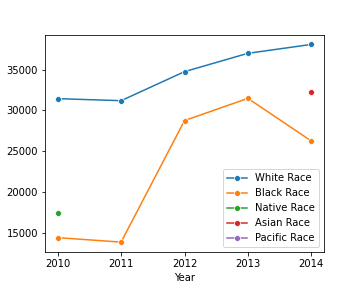 35000
30000
25000
20000
15000
2010 2011 2012 2013 2014
Year
White Race
Black Race
Native Race
Asian Race
Pacific Race